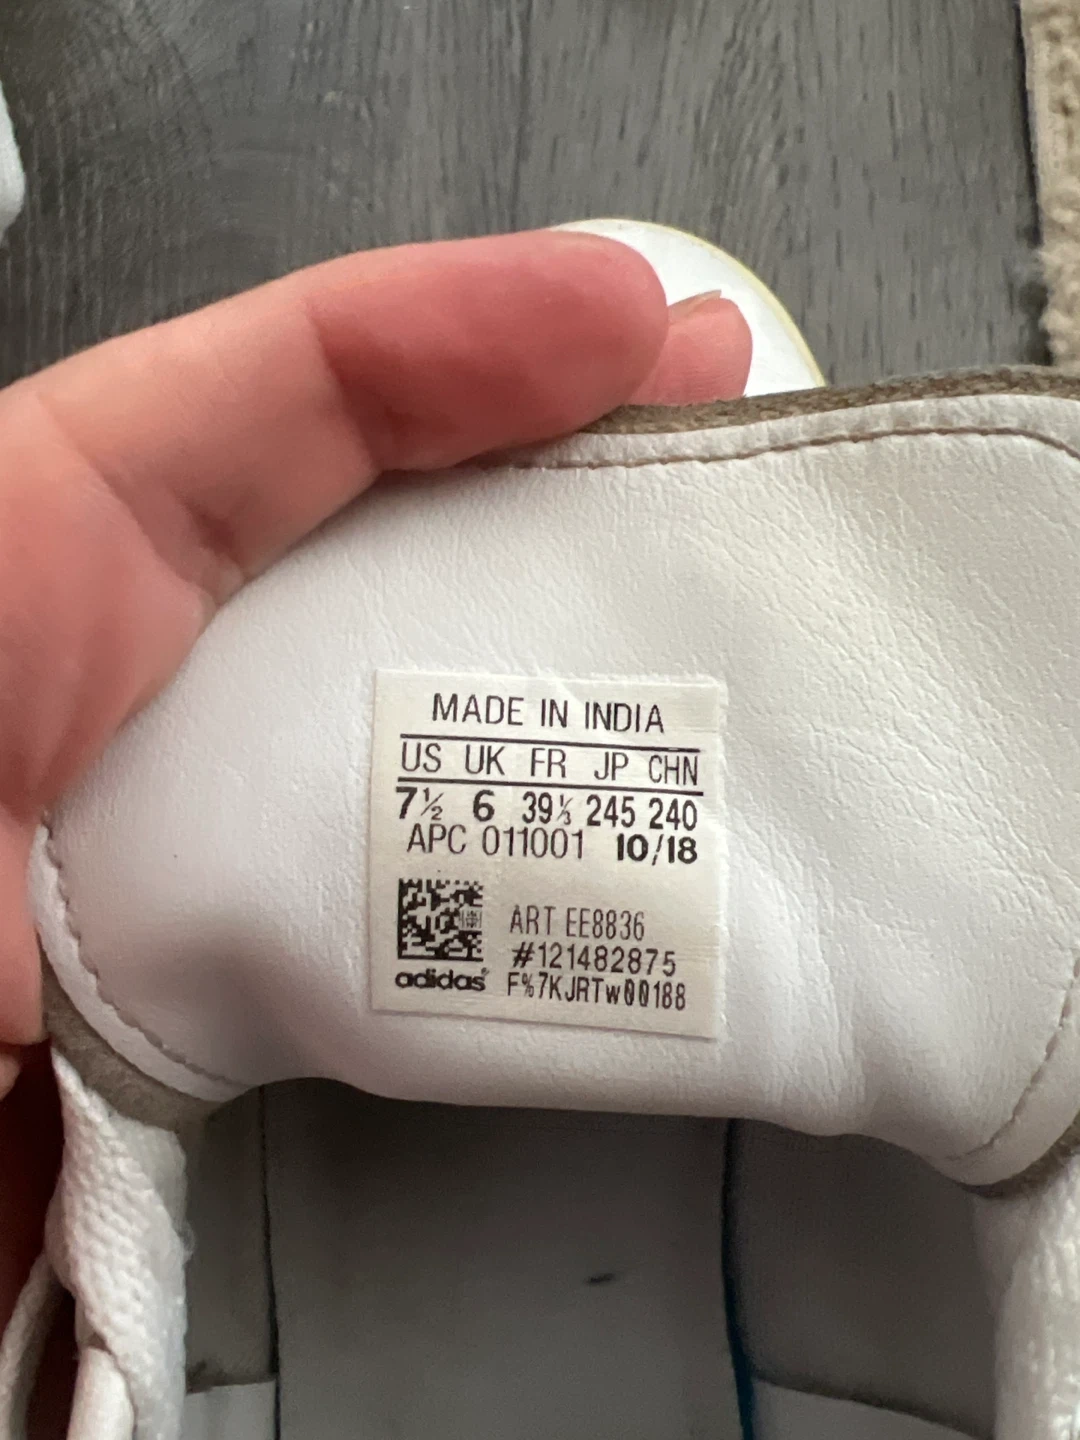 MADE IN INDIA
US UK FR JP CHN
7½ 6 39⅓ 245 240
APC 011001 10/18
ART EE8836
#121482875
adidas® F%7KJRTw00188